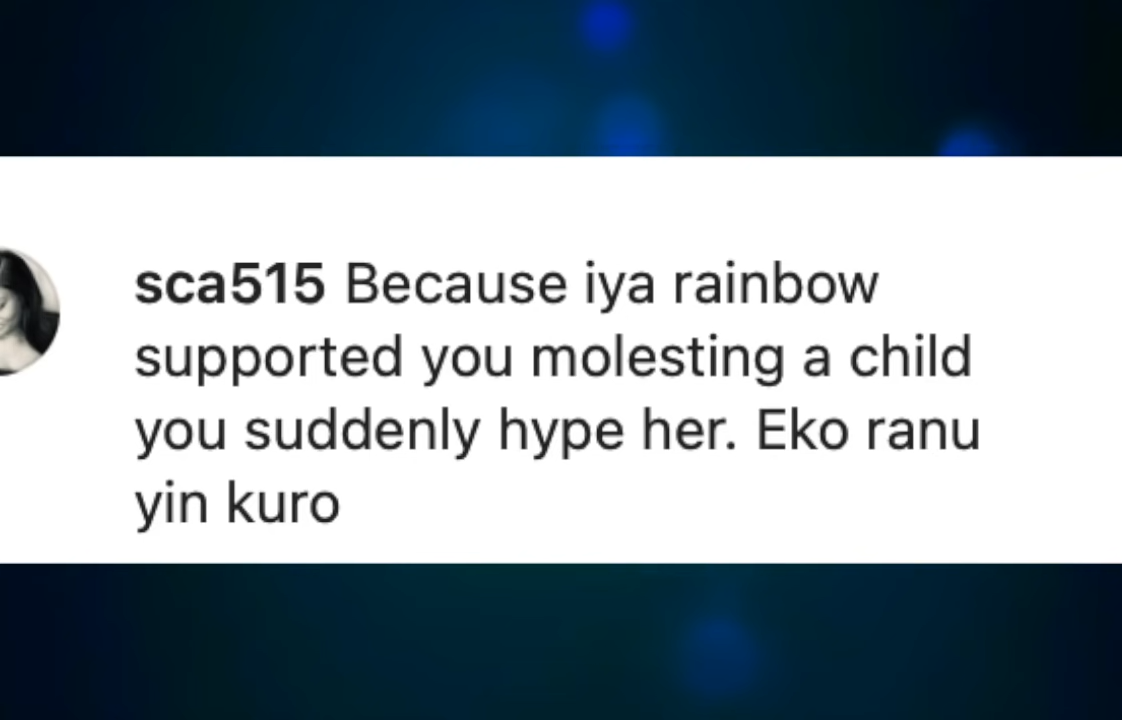 sca515 Because iya rainbow
supported you molesting a child
you suddenly hype her. Eko ranu
yin kuro